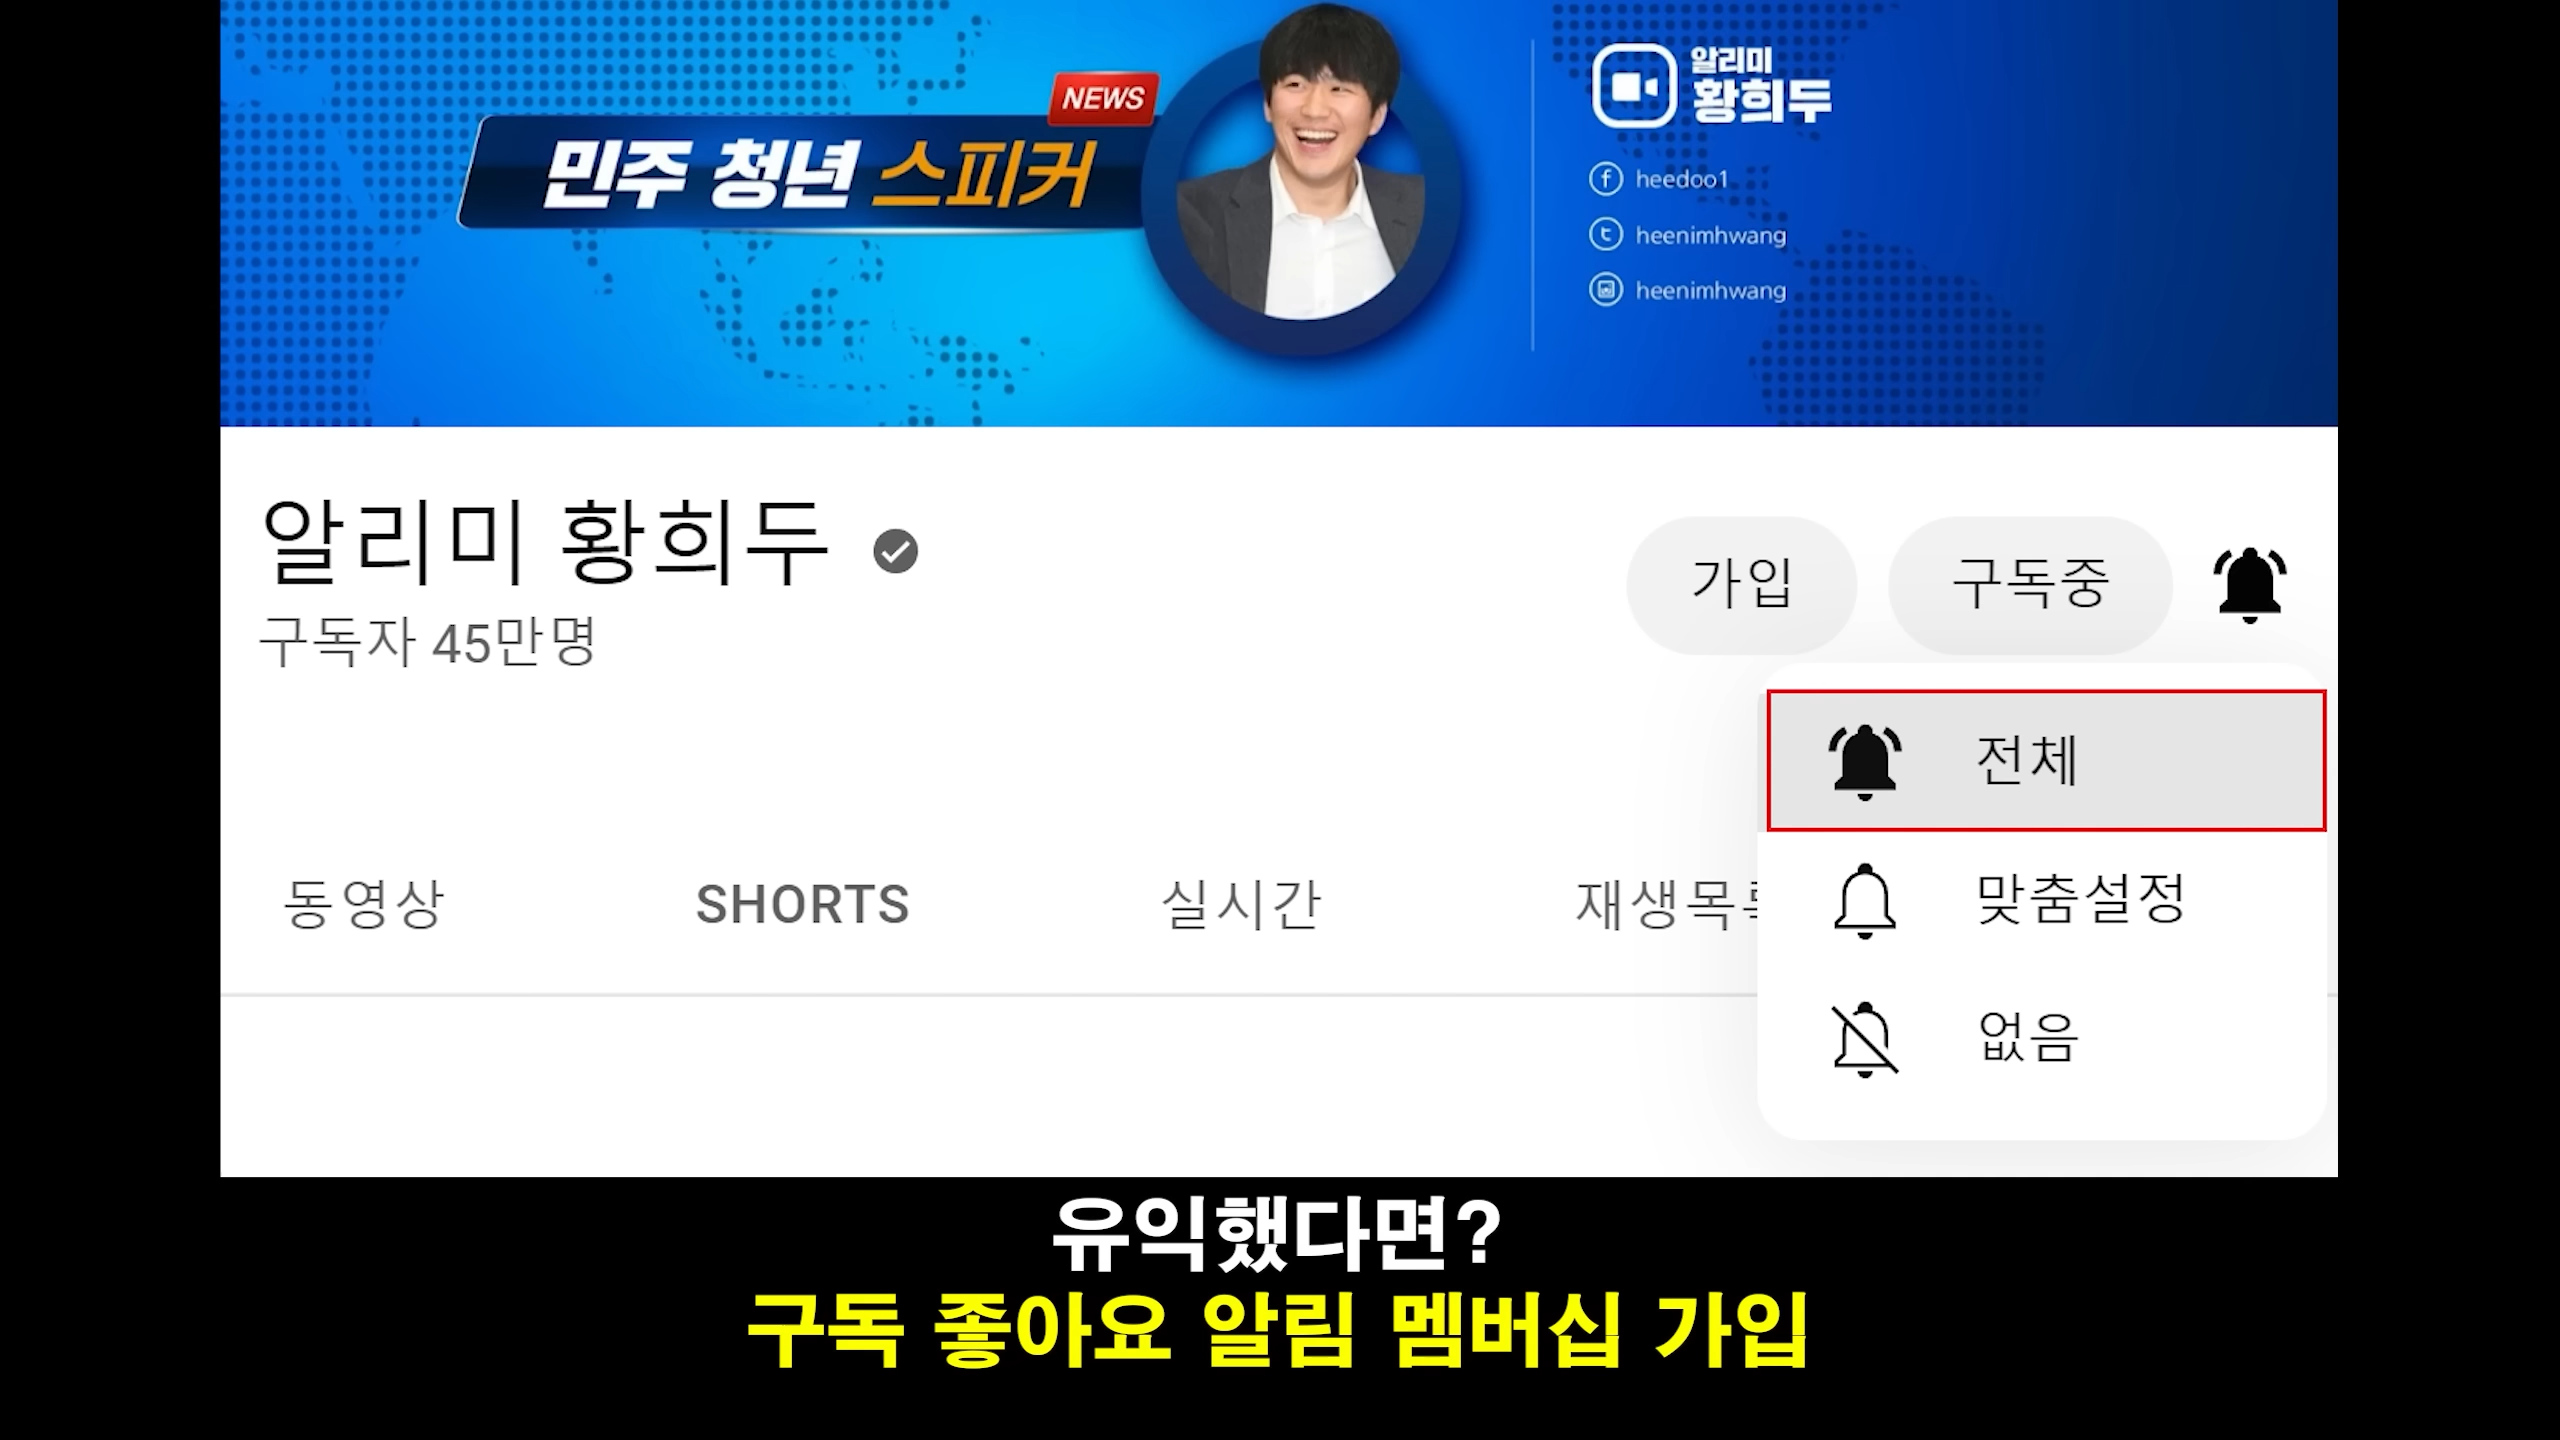 NEWS
민주 청년 스피커
알리미
황희두
heedoo1
heenimhwang
heenimhwang
알리미 황희두
구독자 45만명
가입
구독중
전체
맞춤설정
없음
동영상
SHORTS
실시간
재생목
유익했다면?
구독 좋아요 알림 멤버십 가입